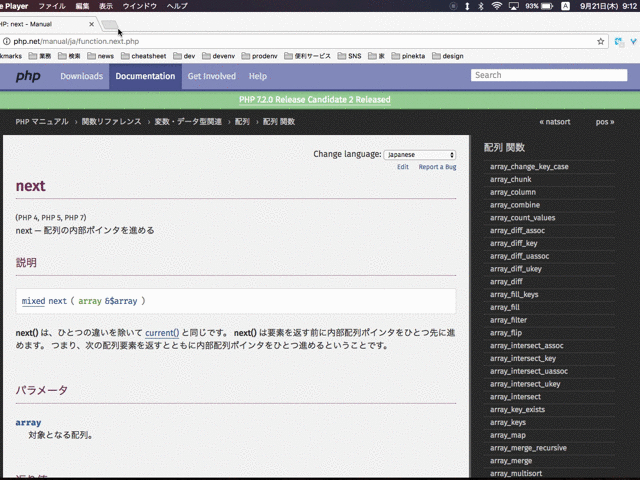 e Player ファイル 編集 表示 ウインドウ ヘルプ 93% A 9月21日(木) 9:12
HP: next - Manual
php.net/manual/ja/function.next.php
kmarks 業務 検索 news cheatsheet dev devenv prodenv 便利サービス SNS 家 pinekta design
php Downloads Documentation Get Involved Help Search
PHP 7.2.0 Release Candidate 2 Released
PHP マニュアル › 関数リファレンス › 変数・データ型関連 › 配列 › 配列 関数 « natsort pos »
Change language: Japanese
Edit Report a Bug
next
(PHP 4, PHP 5, PHP 7)
next — 配列の内部ポインタを進める
説明
mixed next ( array &$array )
next() は、ひとつの違いを除いて current() と同じです。 next() は要素を返す前に内部配列ポインタをひとつ先に進
めます。 つまり、次の配列要素を返すとともに内部配列ポインタをひとつ進めるということです。
パラメータ
array
対象となる配列。
配列 関数
array_change_key_case
array_chunk
array_column
array_combine
array_count_values
array_diff_assoc
array_diff_key
array_diff_uassoc
array_diff_ukey
array_diff
array_fill_keys
array_fill
array_filter
array_flip
array_intersect_assoc
array_intersect_key
array_intersect_uassoc
array_intersect_ukey
array_intersect
array_key_exists
array_keys
array_map
array_merge_recursive
array_merge
array_multisort